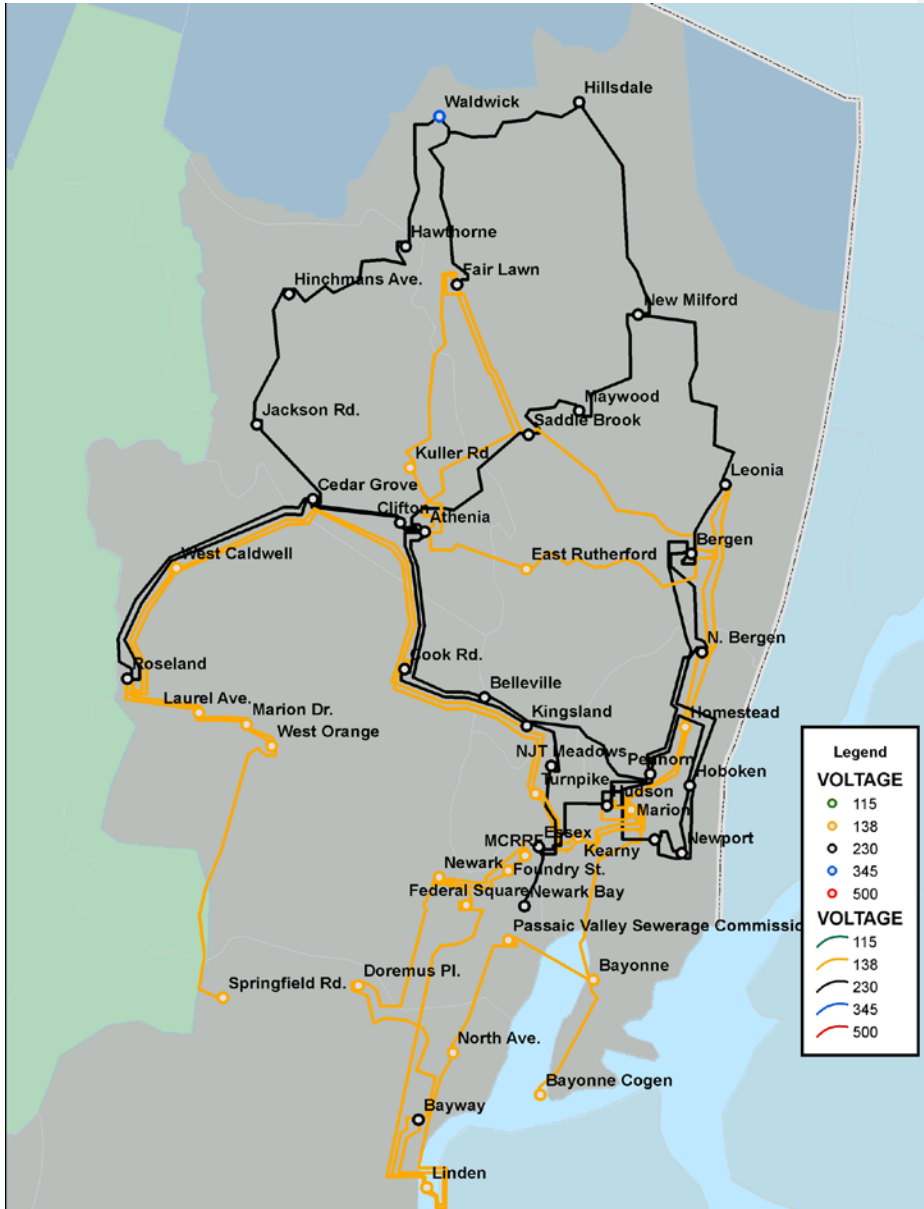 Waldwick
Hillsdale
Hawthorne
Fair Lawn
Hinchmans Ave.
New Milford
Maywood
Jackson Rd.
Saddle Brook
Kuller Rd
Leonia
Cedar Grove
Clifton
Athenia
Bergen
West Caldwell
East Rutherford
N. Bergen
Roseland
Cook Rd.
Belleville
Laurel Ave.
Marion Dr.
Kingsland
Homestead
West Orange
NJT Meadows
Penhorn
Turnpike
Hoboken
Hudson
Marion
Essex
MCRRF
Kearny
Newport
Newark
Foundry St.
Federal Square
Newark Bay
Passaic Valley Sewerage Commissio
Doremus Pl.
Bayonne
Springfield Rd.
North Ave.
Bayonne Cogen
Bayway
Linden
Legend
VOLTAGE
115
138
230
345
500
VOLTAGE
115
138
230
345
500